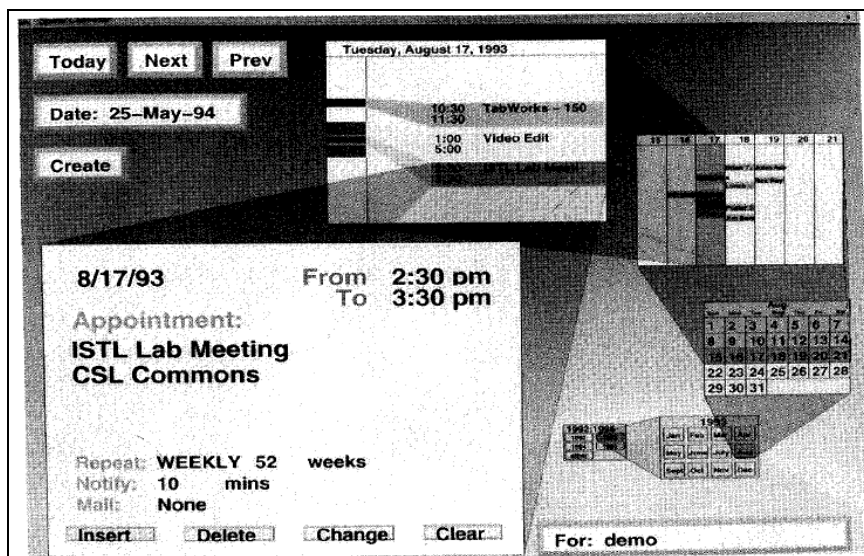 Today Next Prev
Date: 25-May-94
Create
Tuesday, August 17, 1993
10:30 TabWorks - 150
11:30
1:00 Video Edit
5:00
ISTL Lab
15 16 17 18 19 20 21
8/17/93 From 2:30 pm
To 3:30 pm
Appointment:
ISTL Lab Meeting
CSL Commons
Repeat: WEEKLY 52 weeks
Notify: 10 mins
Mail: None
Insert Delete Change Clear
Aug
1 2 3 4 5 6 7
8 9 10 11 12 13 14
15 16 17 18 19 20 21
22 23 24 25 26 27 28
29 30 31
1993
Jan Feb Mar Apr
May June July
Sept Oct Nov Dec
For: demo